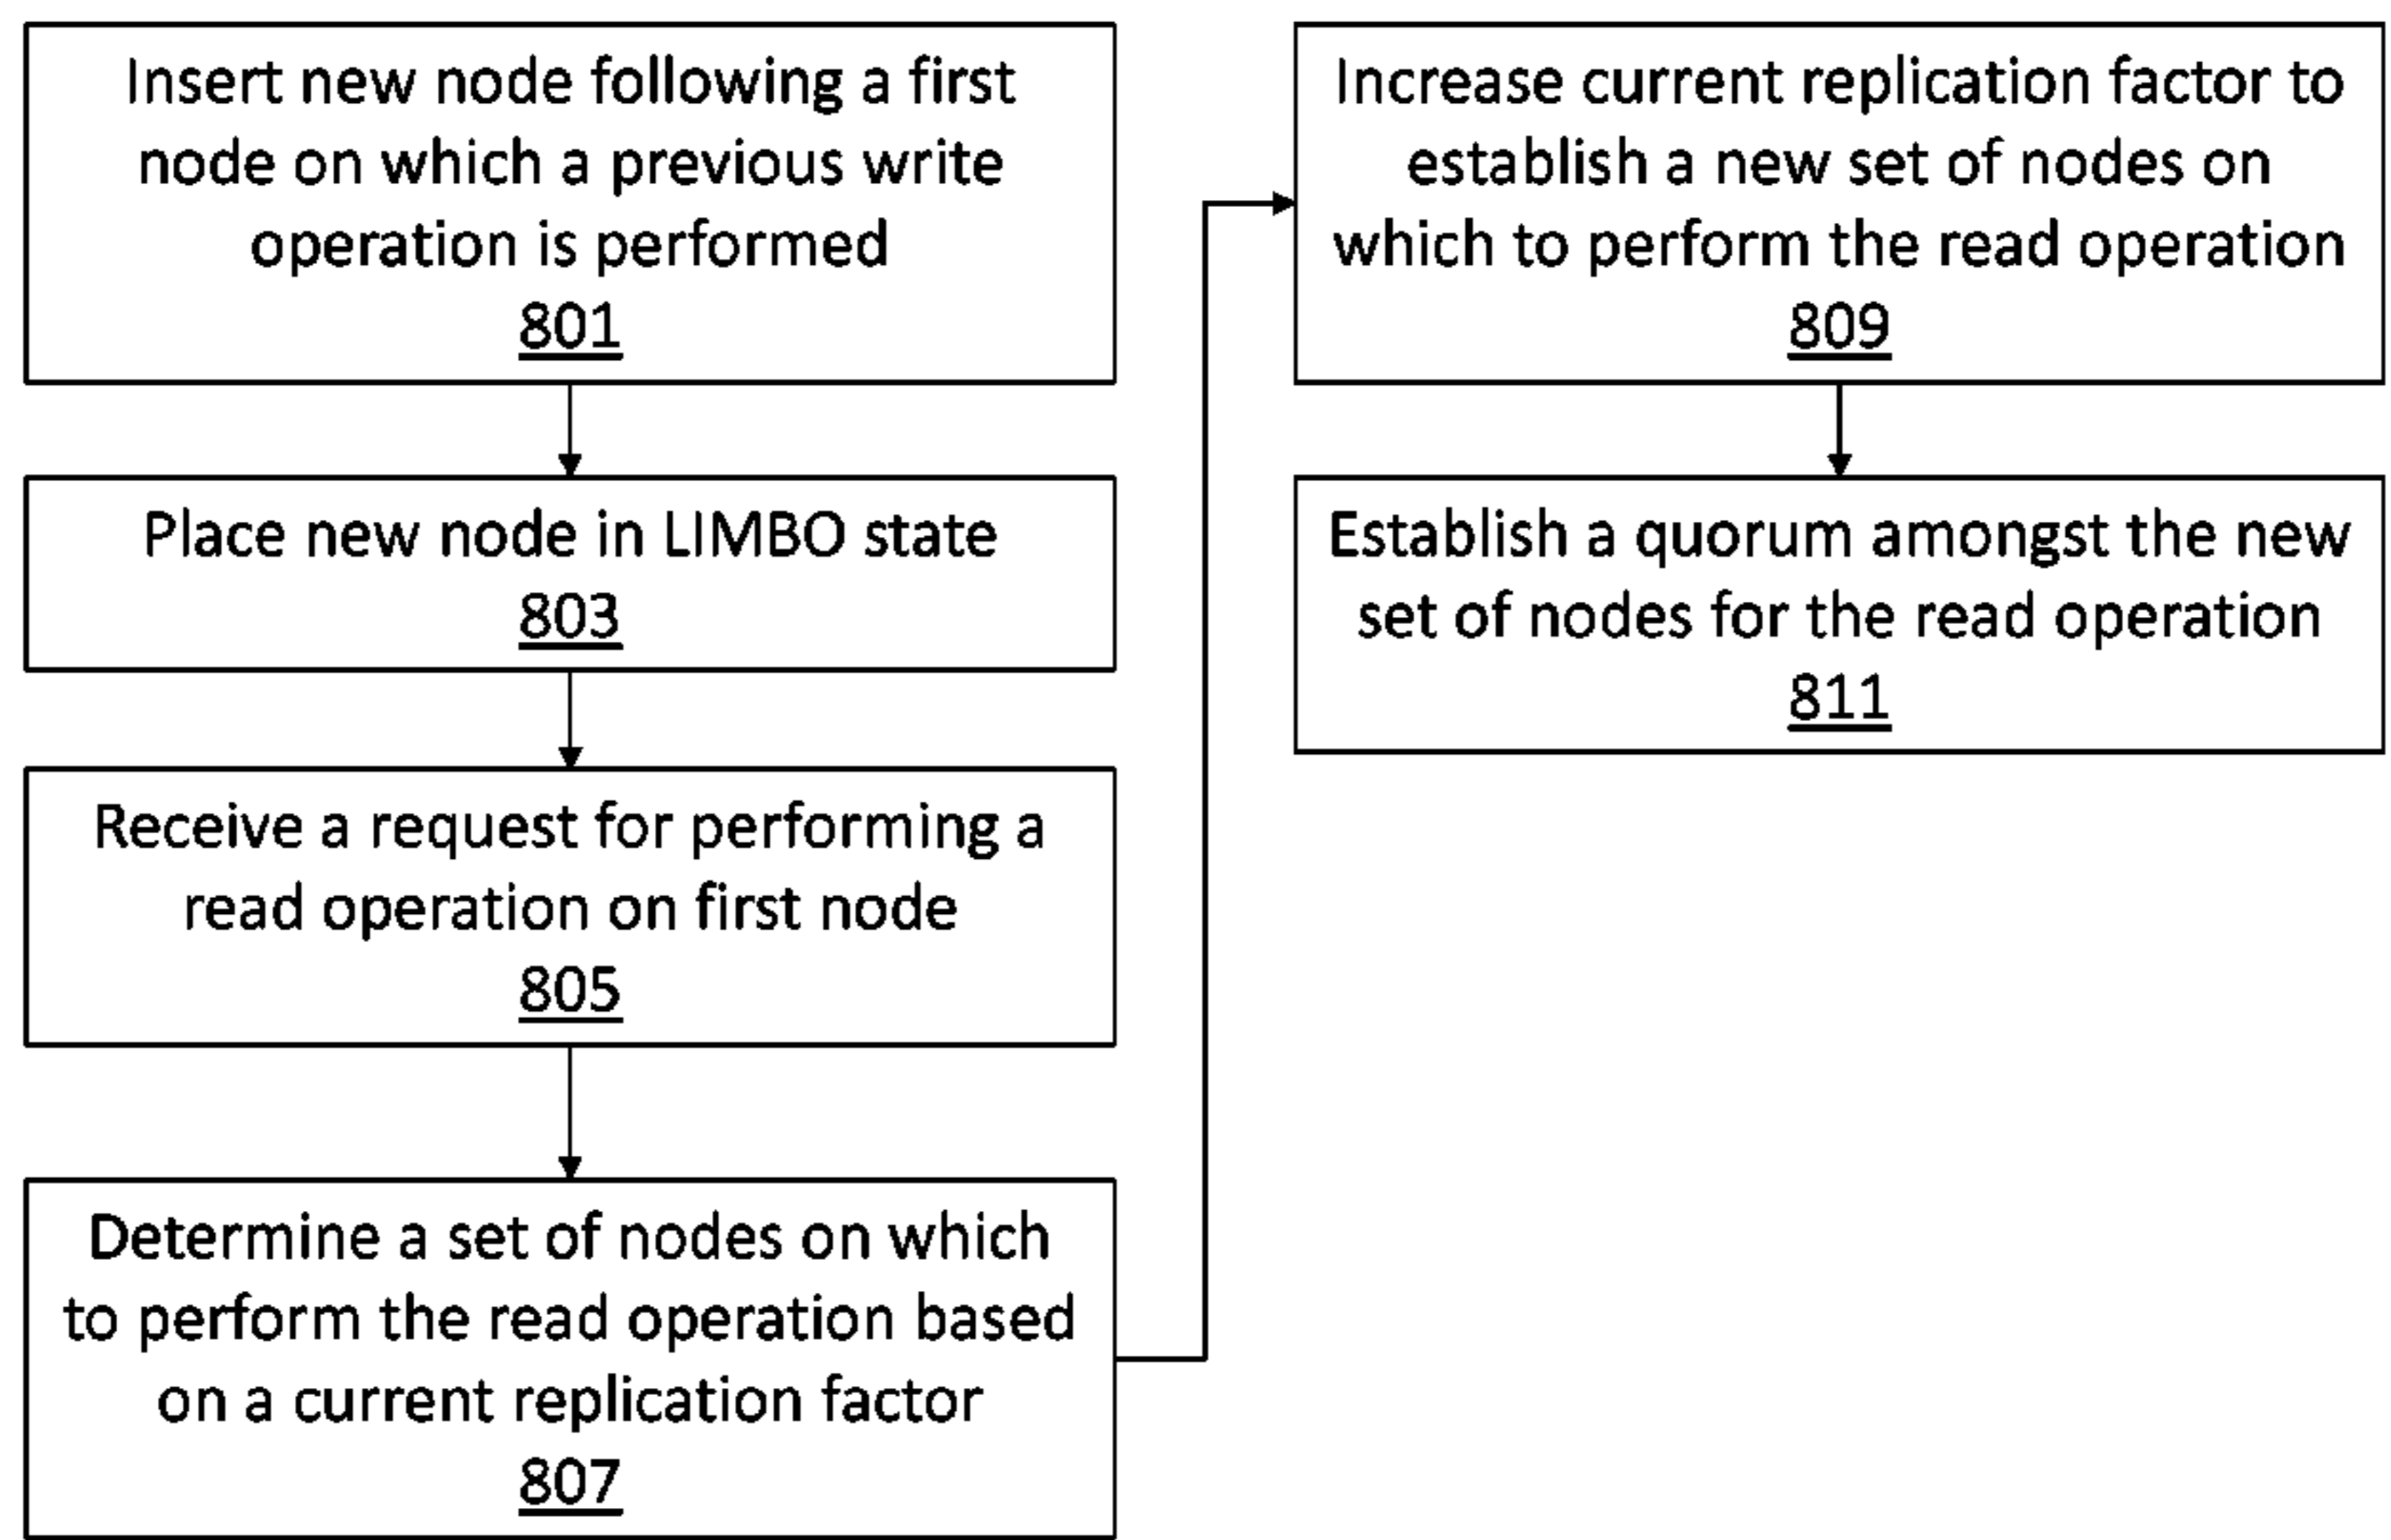 Insert new node following a first
node on which a previous write
operation is performed
801
Place new node in LIMBO state
803
Receive a request for performing a
read operation on first node
805
Determine a set of nodes on which
to perform the read operation based
on a current replication factor
807
Increase current replication factor to
establish a new set of nodes on
which to perform the read operation
809
Establish a quorum amongst the new
set of nodes for the read operation
811